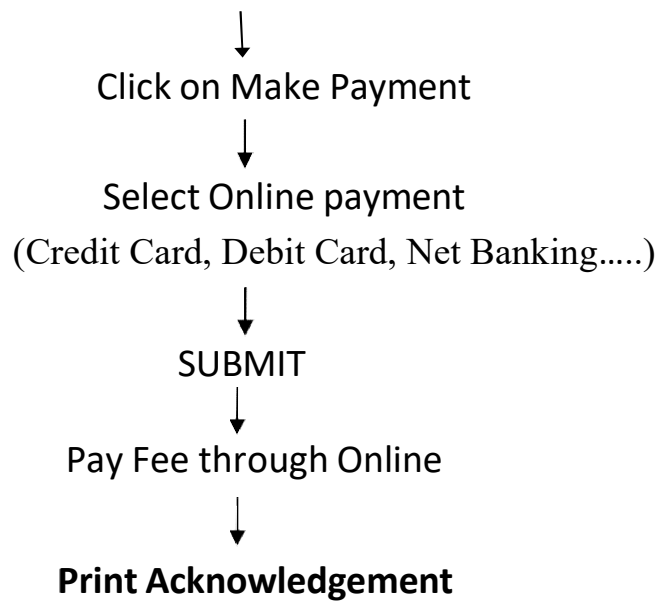 Click on Make Payment
Select Online payment
(Credit Card, Debit Card, Net Banking.....)
SUBMIT
Pay Fee through Online
Print Acknowledgement